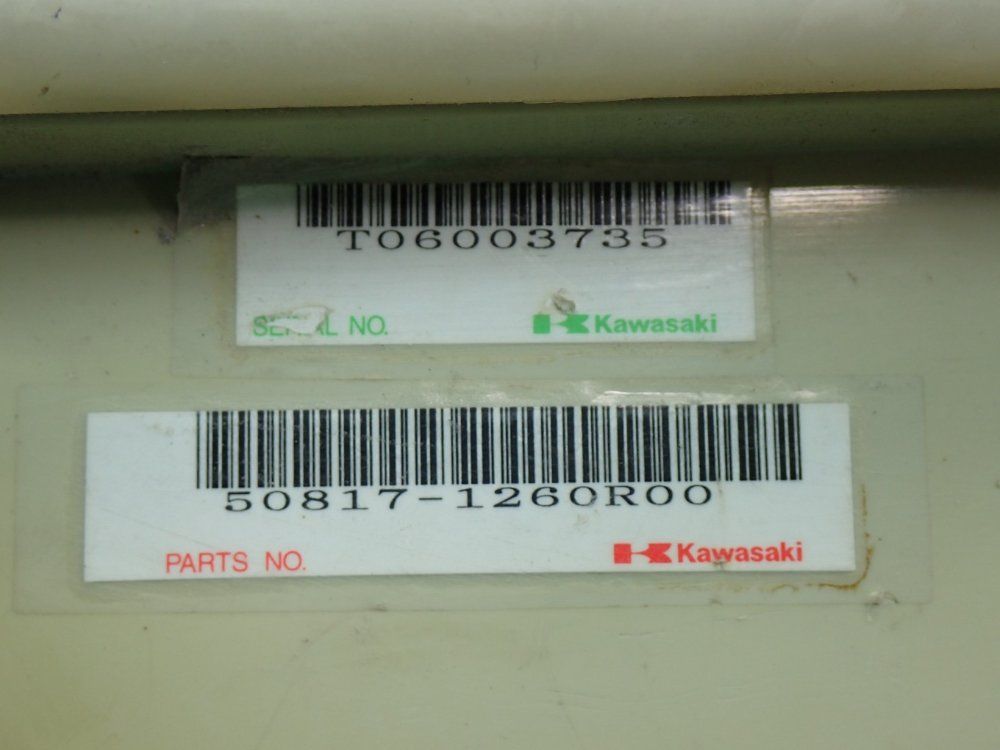 T06003735
SERIAL NO.
Kawasaki
50817-1260R00
PARTS NO.
Kawasaki